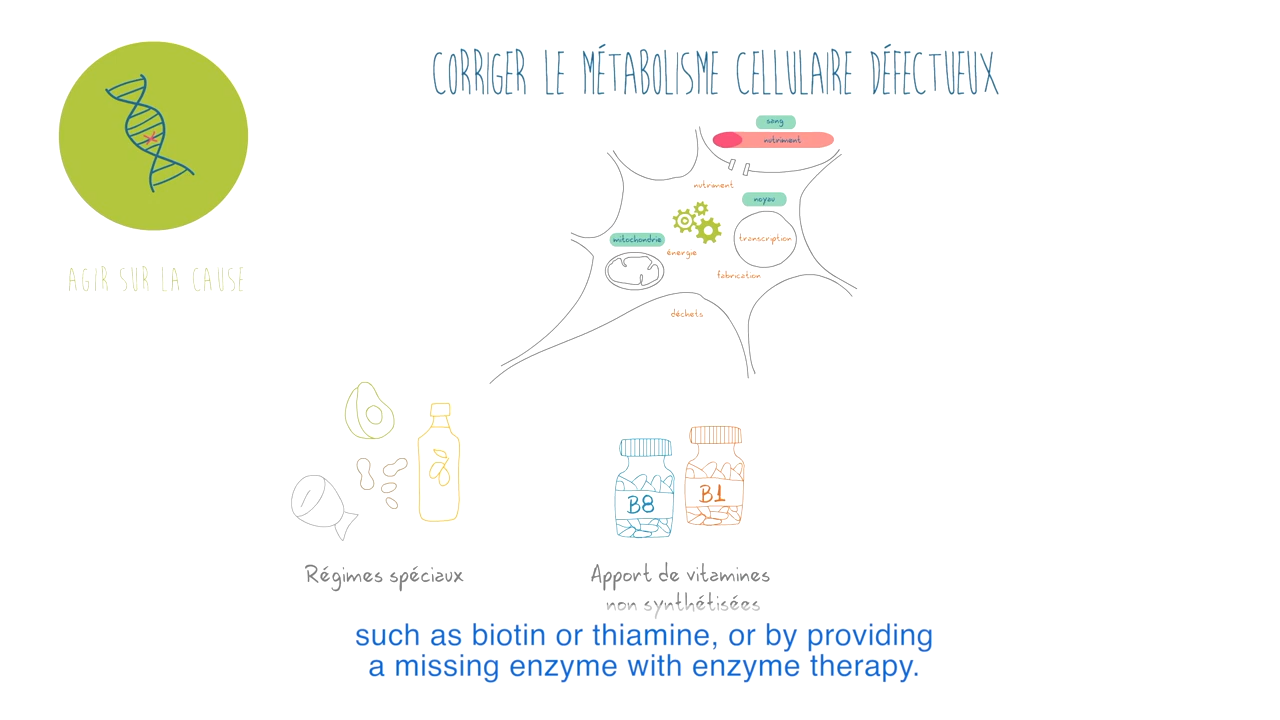 CORRIGER LE MÉTABOLISME CELLULAIRE DÉFECTUEUX
sang
nutriment
nutriment
noyau
mitochondrie
transcription
énergie
fabrication
AGIR SUR LA CAUSE
déchets
B8
B1
Régimes spéciaux
Apport de vitamines
non synthétisées
such as biotin or thiamine, or by providing
a missing enzyme with enzyme therapy.